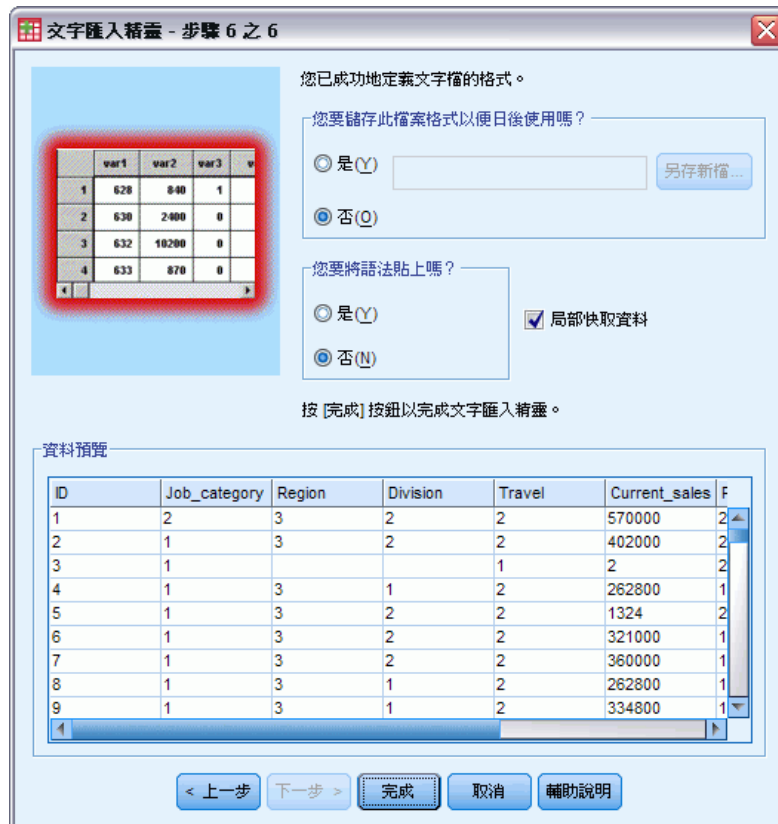 文字匯入精靈 - 步驟 6 之 6
您已成功地定義文字檔的格式。
您要儲存此檔案格式以便日後使用嗎？
是(Y)
另存新檔...
否(O)
var1 var2 var3
1 628 840 1
2 630 2400 0
3 632 10200 0
4 633 870 0
您要將語法貼上嗎？
是(Y)
局部快取資料
否(N)
按 [完成] 按鈕以完成文字匯入精靈。
資料預覽
ID Job_category Region Division Travel Current_sales
1 2 3 2 2 570000 2
2 1 3 2 2 402000 2
3 1 1 2 2
4 1 3 1 2 262800 1
5 1 3 2 2 1324 2
6 1 3 2 2 321000 1
7 1 3 2 2 360000 1
8 1 3 1 2 262800 1
9 1 3 1 2 334800 1
< 上一步 下一步 > 完成 取消 輔助說明